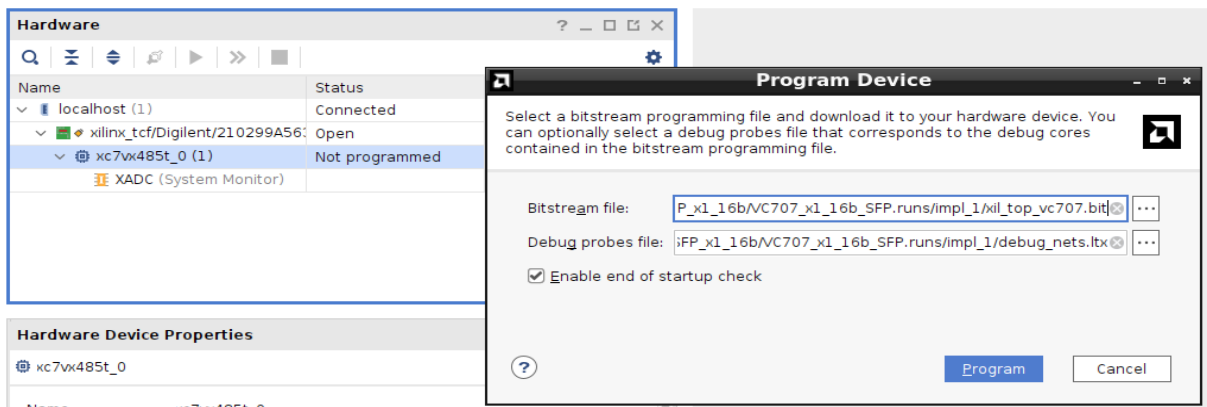 Hardware
?
Name Status
localhost (1) Connected
xilinx_tcf/Digilent/210299A56 Open
xc7vx485t_0 (1) Not programmed
XADC (System Monitor)
Hardware Device Properties
xc7vx485t_0
Program Device
Select a bitstream programming file and download it to your hardware device. You
can optionally select a debug probes file that corresponds to the debug cores
contained in the bitstream programming file.
Bitstream file: P_x1_16b/VC707_x1_16b_SFP.runs/impl_1/xil_top_vc707.bit ...
Debug probes file: SFP_x1_16b/VC707_x1_16b_SFP.runs/impl_1/debug_nets.ltx ...
Enable end of startup check
? Program Cancel